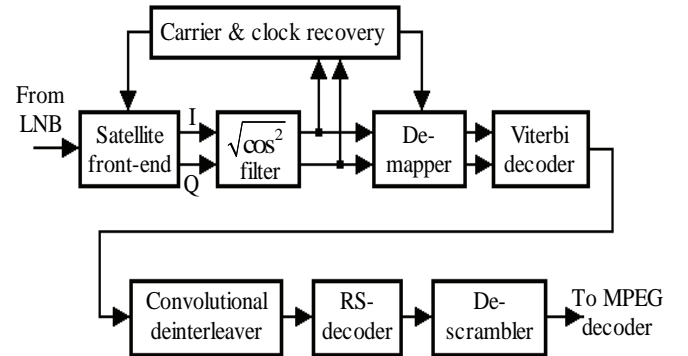 Carrier & clock recovery
From
LNB
Satellite
front-end
I
Q
√cos²
filter
De-
mapper
Viterbi
decoder
Convolutional
deinterleaver
RS-
decoder
De-
scrambler
To MPEG
decoder